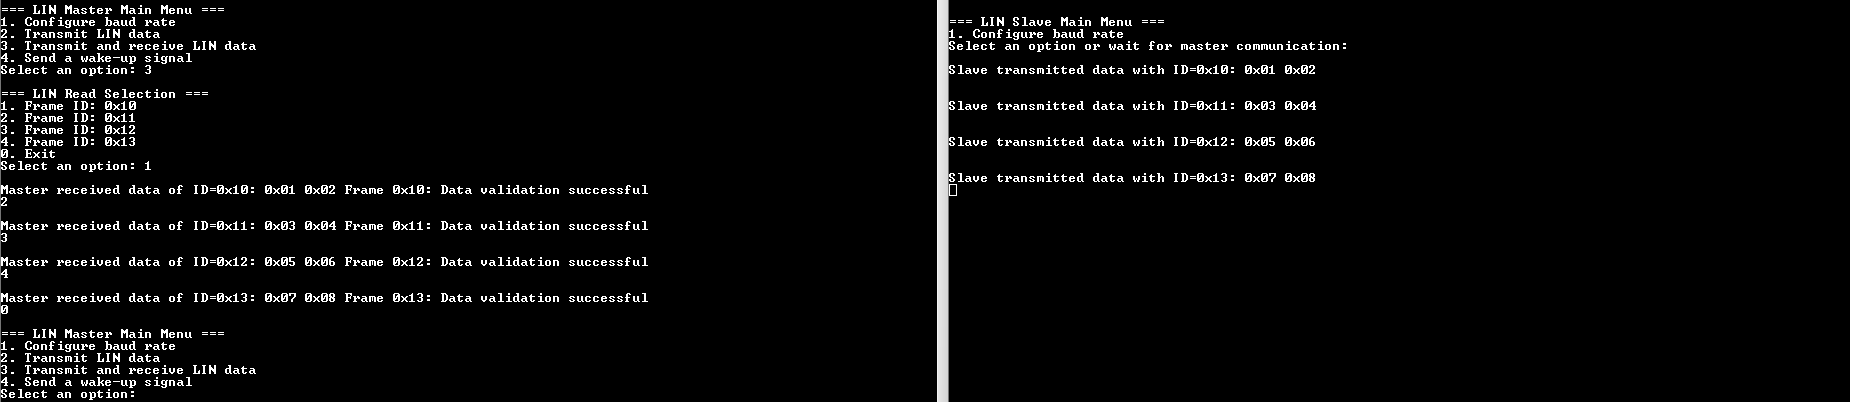 === LIN Master Main Menu ===
1. Configure baud rate
2. Transmit LIN data
3. Transmit and receive LIN data
4. Send a wake-up signal
Select an option: 3
=== LIN Read Selection ===
1. Frame ID: 0x10
2. Frame ID: 0x11
3. Frame ID: 0x12
4. Frame ID: 0x13
0. Exit
Select an option: 1
Master received data of ID=0x10: 0x01 0x02 Frame 0x10: Data validation successful
2
Master received data of ID=0x11: 0x03 0x04 Frame 0x11: Data validation successful
3
Master received data of ID=0x12: 0x05 0x06 Frame 0x12: Data validation successful
4
Master received data of ID=0x13: 0x07 0x08 Frame 0x13: Data validation successful
0
=== LIN Master Main Menu ===
1. Configure baud rate
2. Transmit LIN data
3. Transmit and receive LIN data
4. Send a wake-up signal
Select an option:
=== LIN Slave Main Menu ===
1. Configure baud rate
Select an option or wait for master communication:
Slave transmitted data with ID=0x10: 0x01 0x02
Slave transmitted data with ID=0x11: 0x03 0x04
Slave transmitted data with ID=0x12: 0x05 0x06
Slave transmitted data with ID=0x13: 0x07 0x08